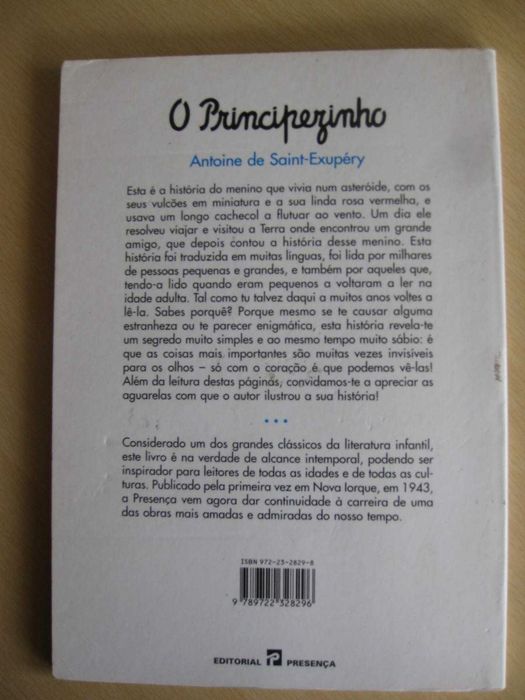 O Principezinho
Antoine de Saint-Exupéry
Esta é a história do menino que vivia num asteróide, com os
seus vulcões em miniatura e a sua linda rosa vermelha, e
usava um longo cachecol a flutuar ao vento. Um dia ele
resolveu viajar e visitou a Terra onde encontrou um grande
amigo, que depois contou a história desse menino. Esta
história foi traduzida em muitas línguas, foi lida por milhares
de pessoas pequenas e grandes, e também por aqueles que,
tendo-a lido quando eram pequenos a voltaram a ler na
idade adulta. Tal como tu talvez daqui a muitos anos voltes a
lê-la. Sabes porquê? Porque mesmo se te causar alguma
estranheza ou te parecer enigmática, esta história revela-te
um segredo muito simples e ao mesmo tempo muito sábio: é
que as coisas mais importantes são muitas vezes invisíveis
para os olhos – só com o coração é que podemos vê-las!
Além da leitura destas páginas, convidamos-te a apreciar as
aguarelas com que o autor ilustrou a sua história!
• • •
Considerado um dos grandes clássicos da literatura infantil,
este livro é na verdade de alcance intemporal, podendo ser
inspirador para leitores de todas as idades e de todas as cul-
turas. Publicado pela primeira vez em Nova Iorque, em 1943,
a Presença vem agora dar continuidade à carreira de uma
das obras mais amadas e admiradas do nosso tempo.
ISBN 972-23-2829-8
9 789722 328296
EDITORIAL P PRESENÇA